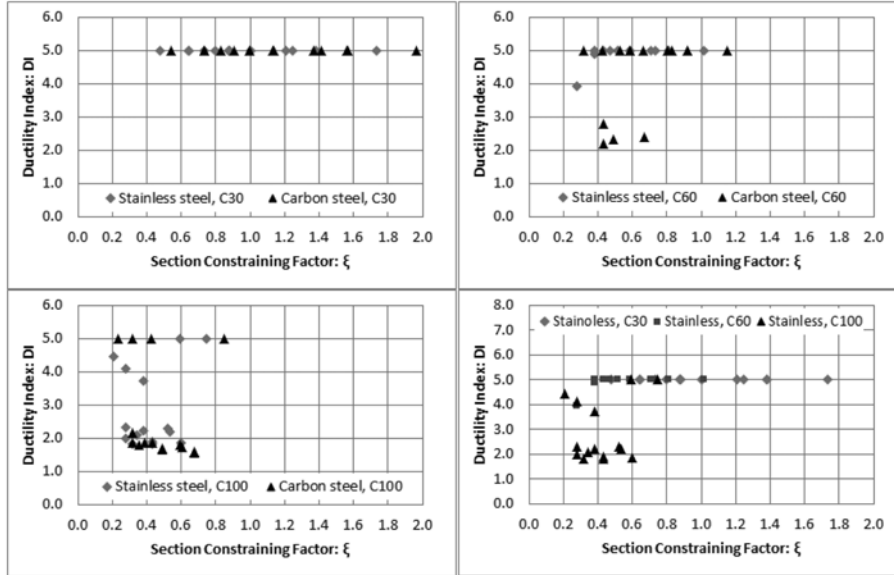 6.0
5.0
4.0
3.0
2.0
1.0
0.0
Ductility Index: DI
Stainless steel, C30 Carbon steel, C30
0.0 0.2 0.4 0.6 0.8 1.0 1.2 1.4 1.6 1.8 2.0
Section Constraining Factor: ξ
6.0
5.0
4.0
3.0
2.0
1.0
0.0
Ductility Index: DI
Stainless steel, C60 Carbon steel, C60
0.0 0.2 0.4 0.6 0.8 1.0 1.2 1.4 1.6 1.8 2.0
Section Constraining Factor: ξ
6.0
5.0
4.0
3.0
2.0
1.0
0.0
Ductility Index: DI
Stainless steel, C100 Carbon steel, C100
0.0 0.2 0.4 0.6 0.8 1.0 1.2 1.4 1.6 1.8 2.0
Section Constraining Factor: ξ
8.0
7.0
6.0
5.0
4.0
3.0
2.0
1.0
0.0
Ductility Index: DI
Stainoless, C30 Stainless, C60 Stainless, C100
0.0 0.2 0.4 0.6 0.8 1.0 1.2 1.4 1.6 1.8 2.0
Section Constraining Factor: ξ